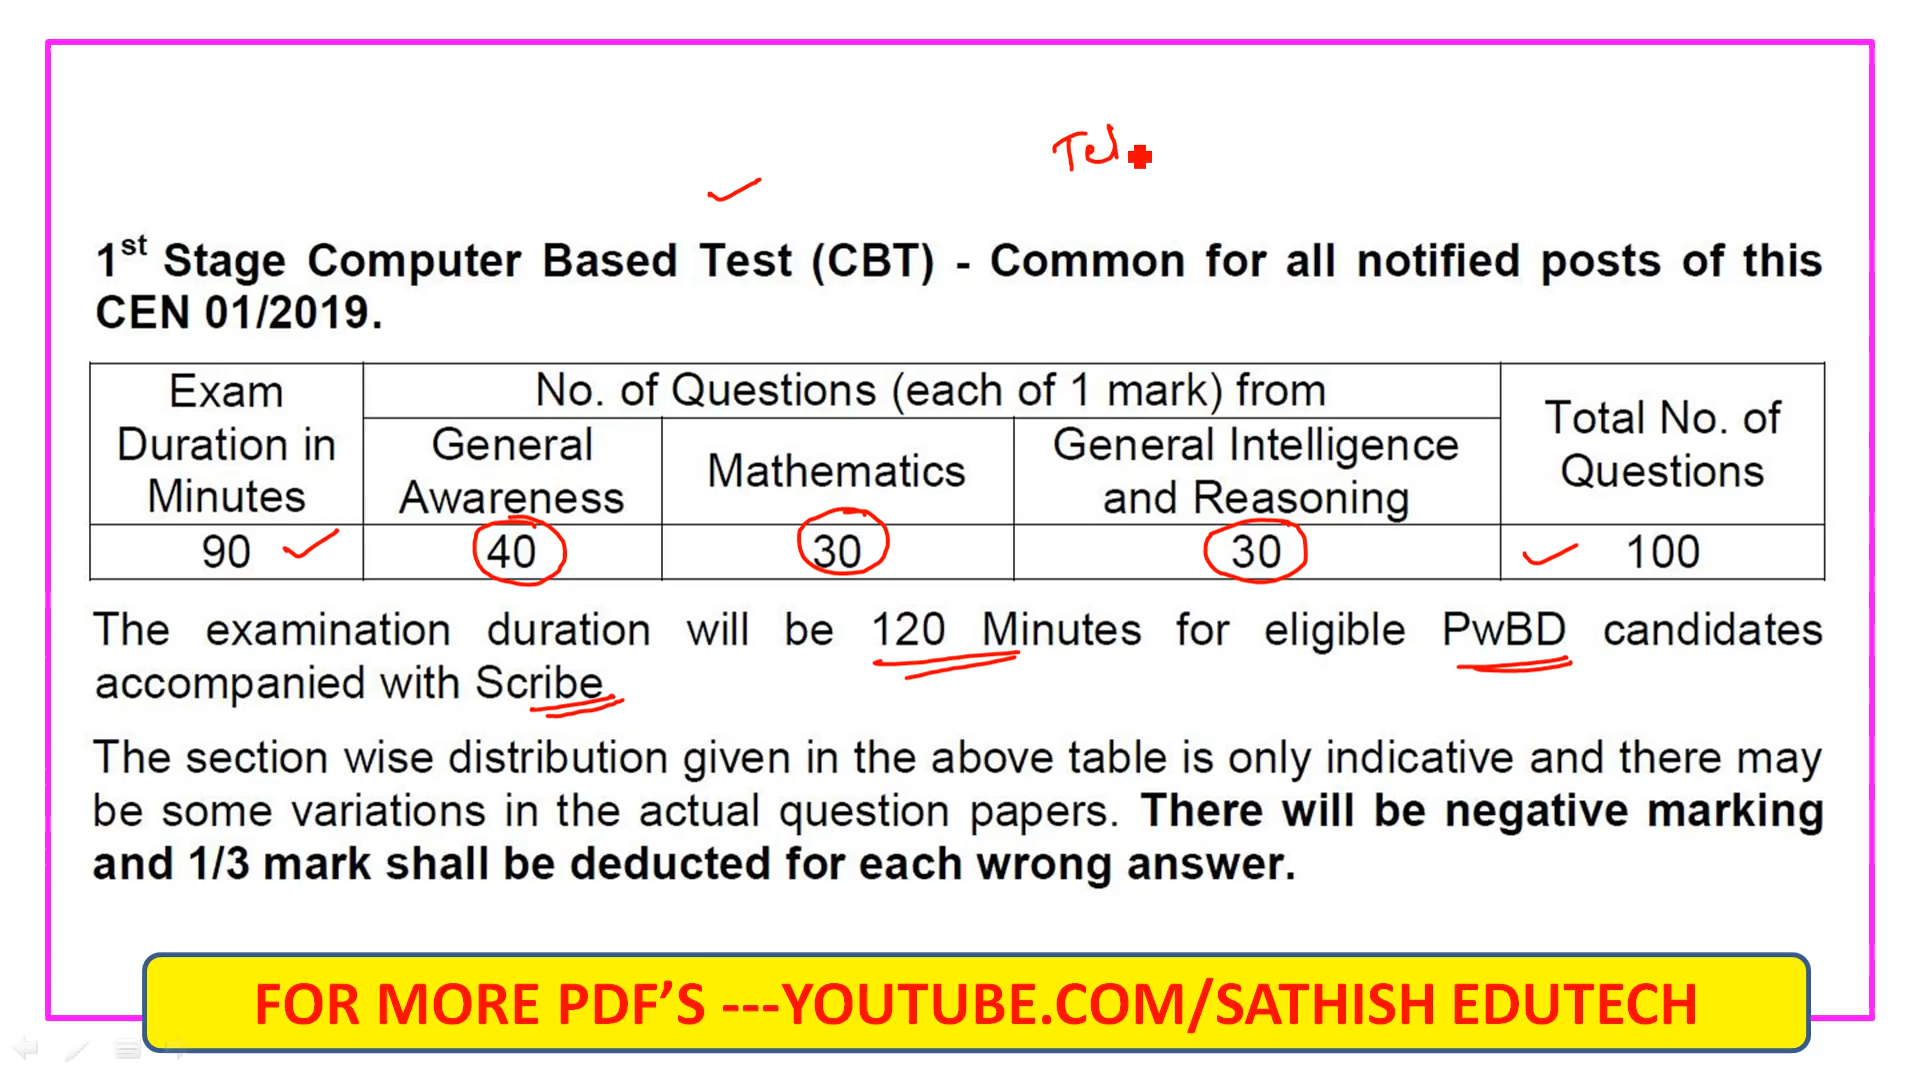 Tel
1st Stage Computer Based Test (CBT) - Common for all notified posts of this
CEN 01/2019.
Exam Duration in Minutes
No. of Questions (each of 1 mark) from
General Awareness
Mathematics
General Intelligence and Reasoning
Total No. of Questions
90 40 30 30 100
The examination duration will be 120 Minutes for eligible PwBD candidates
accompanied with Scribe
The section wise distribution given in the above table is only indicative and there may
be some variations in the actual question papers. There will be negative marking
and 1/3 mark shall be deducted for each wrong answer.
FOR MORE PDF’S ---YOUTUBE.COM/SATHISH EDUTECH